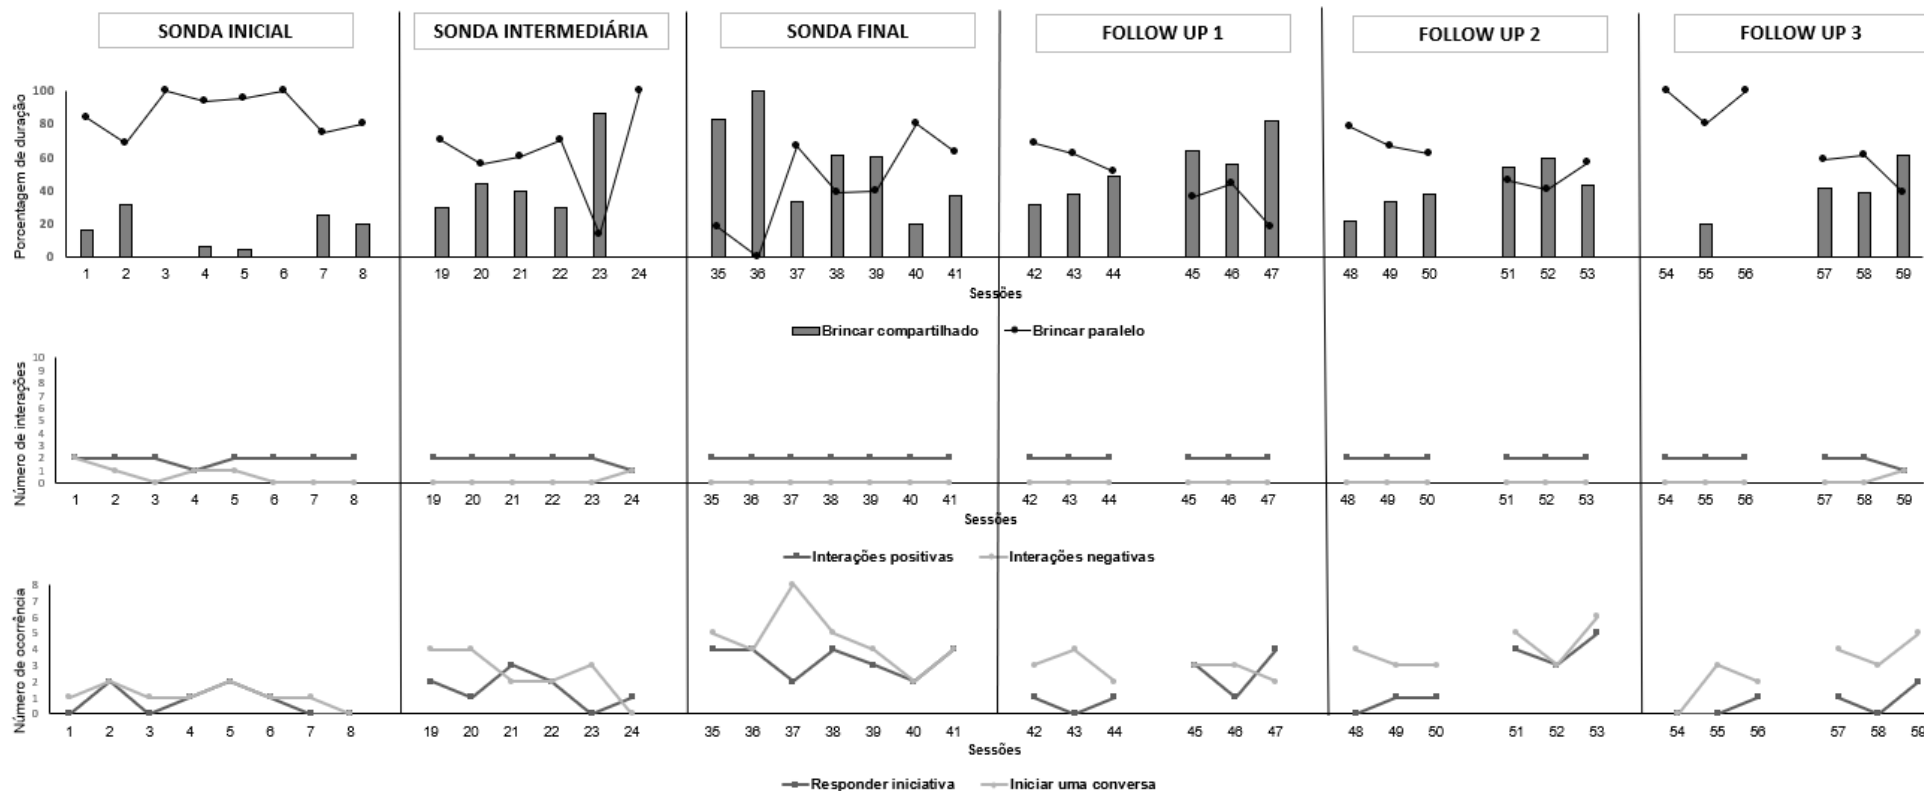 SONDA INICIAL SONDA INTERMEDIÁRIA SONDA FINAL FOLLOW UP 1 FOLLOW UP 2 FOLLOW UP 3
Porcentagem de duração
100
80
60
40
20
0
1 2 3 4 5 6 7 8 19 20 21 22 23 24 35 36 37 38 39 40 41 42 43 44 45 46 47 48 49 50 51 52 53 54 55 56 57 58 59
Sessões
Brincar compartilhado Brincar paralelo
Número de interações
10
9
8
7
6
5
4
3
2
1
0
1 2 3 4 5 6 7 8 19 20 21 22 23 24 35 36 37 38 39 40 41 42 43 44 45 46 47 48 49 50 51 52 53 54 55 56 57 58 59
Sessões
Interações positivas Interações negativas
Número de ocorrência
8
7
6
5
4
3
2
1
0
1 2 3 4 5 6 7 8 19 20 21 22 23 24 35 36 37 38 39 40 41 42 43 44 45 46 47 48 49 50 51 52 53 54 55 56 57 58 59
Sessões
Responder iniciativa Iniciar uma conversa